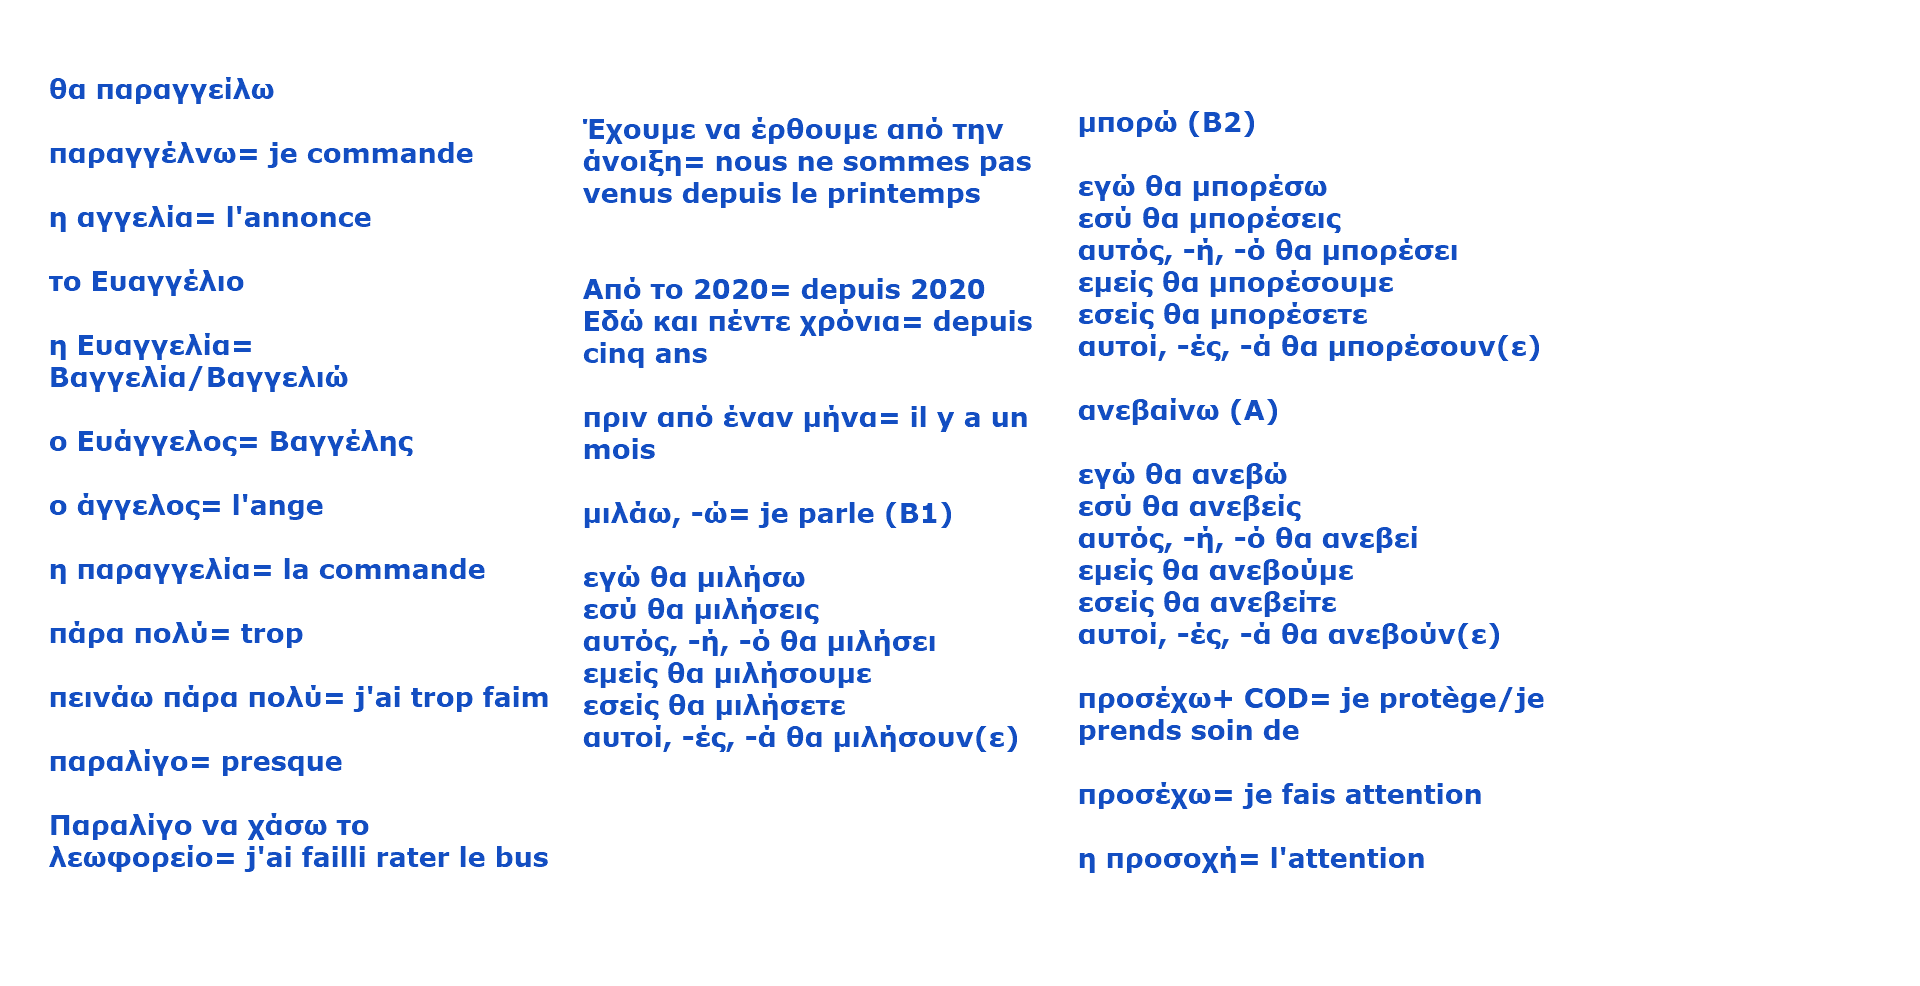 θα παραγγείλω
παραγγέλνω= je commande
η αγγελία= l'annonce
το Ευαγγέλιο
η Ευαγγελία=
Βαγγελία/Βαγγελιώ
ο Ευάγγελος= Βαγγέλης
ο άγγελος= l'ange
η παραγγελία= la commande
πάρα πολύ= trop
πεινάω πάρα πολύ= j'ai trop faim
παραλίγο= presque
Παραλίγο να χάσω το
λεωφορείο= j'ai failli rater le bus
Έχουμε να έρθουμε από την
άνοιξη= nous ne sommes pas
venus depuis le printemps
Από το 2020= depuis 2020
Εδώ και πέντε χρόνια= depuis
cinq ans
πριν από έναν μήνα= il y a un
mois
μιλάω, -ώ= je parle (B1)
εγώ θα μιλήσω
εσύ θα μιλήσεις
αυτός, -ή, -ό θα μιλήσει
εμείς θα μιλήσουμε
εσείς θα μιλήσετε
αυτοί, -ές, -ά θα μιλήσουν(ε)
μπορώ (B2)
εγώ θα μπορέσω
εσύ θα μπορέσεις
αυτός, -ή, -ό θα μπορέσει
εμείς θα μπορέσουμε
εσείς θα μπορέσετε
αυτοί, -ές, -ά θα μπορέσουν(ε)
ανεβαίνω (A)
εγώ θα ανεβώ
εσύ θα ανεβείς
αυτός, -ή, -ό θα ανεβεί
εμείς θα ανεβούμε
εσείς θα ανεβείτε
αυτοί, -ές, -ά θα ανεβούν(ε)
προσέχω+ COD= je protège/je
prends soin de
προσέχω= je fais attention
η προσοχή= l'attention